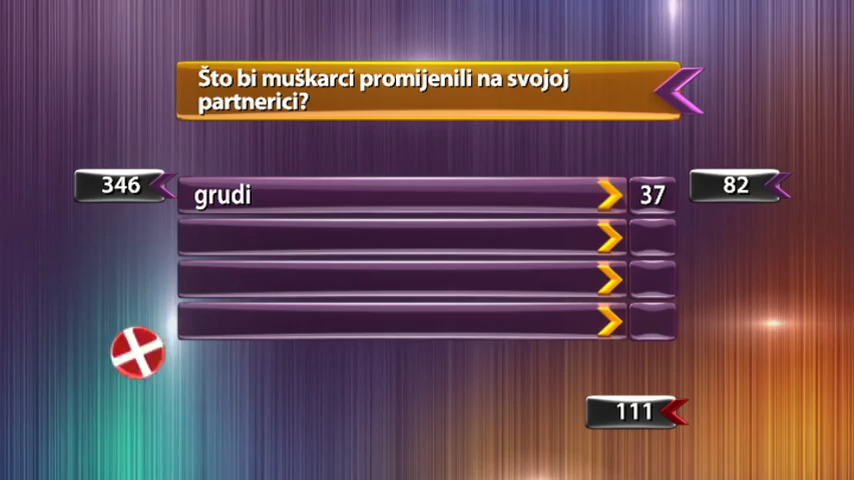 Što bi muškarci promijenili na svojoj
partnerici?
346
grudi 37
82
111